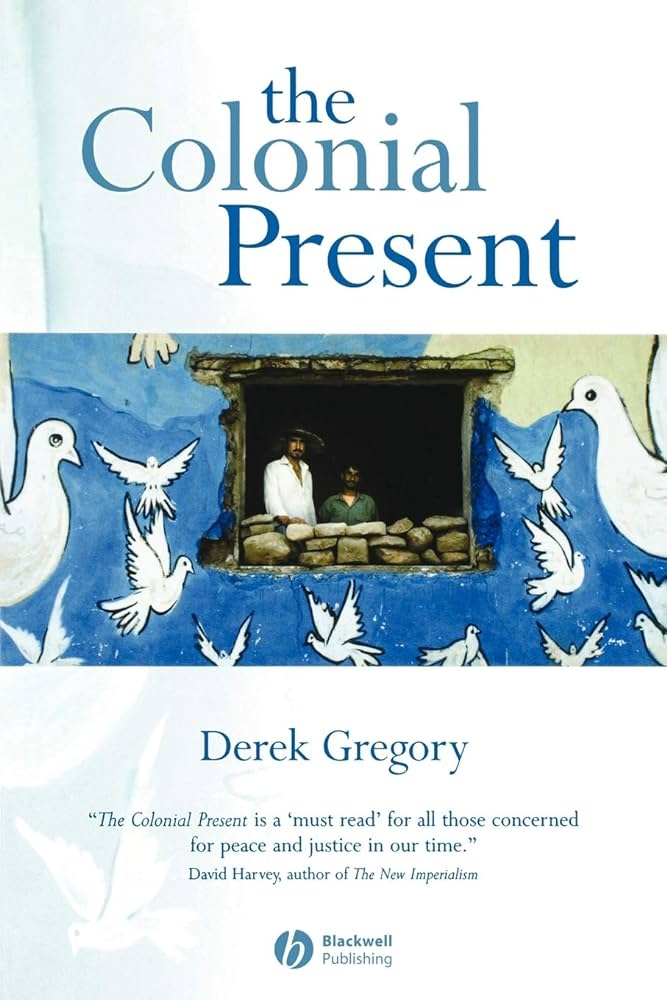 the
Colonial
Present
Derek Gregory
“The Colonial Present is a ‘must read’ for all those concerned
for peace and justice in our time.”
David Harvey, author of The New Imperialism
b
Blackwell
Publishing